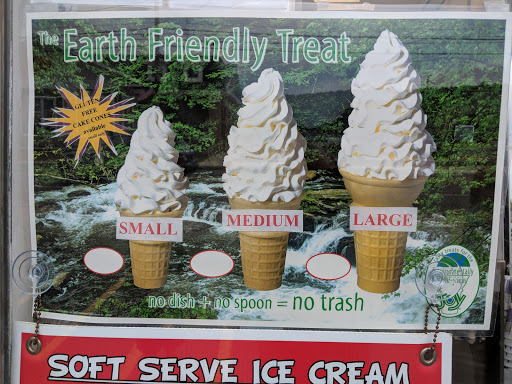 The Earth Friendly Treat
GLUTEN
FREE
CAKE CONES
available
SMALL
MEDIUM
LARGE
no dish + no spoon = no trash
JOY
SOFT SERVE ICE CREAM